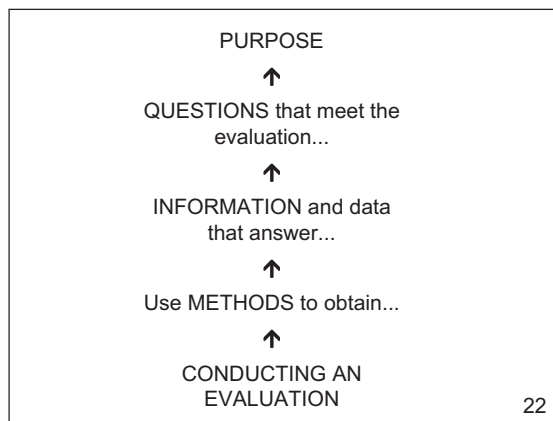 PURPOSE
↑
QUESTIONS that meet the
evaluation...
↑
INFORMATION and data
that answer...
↑
Use METHODS to obtain...
↑
CONDUCTING AN
EVALUATION
22